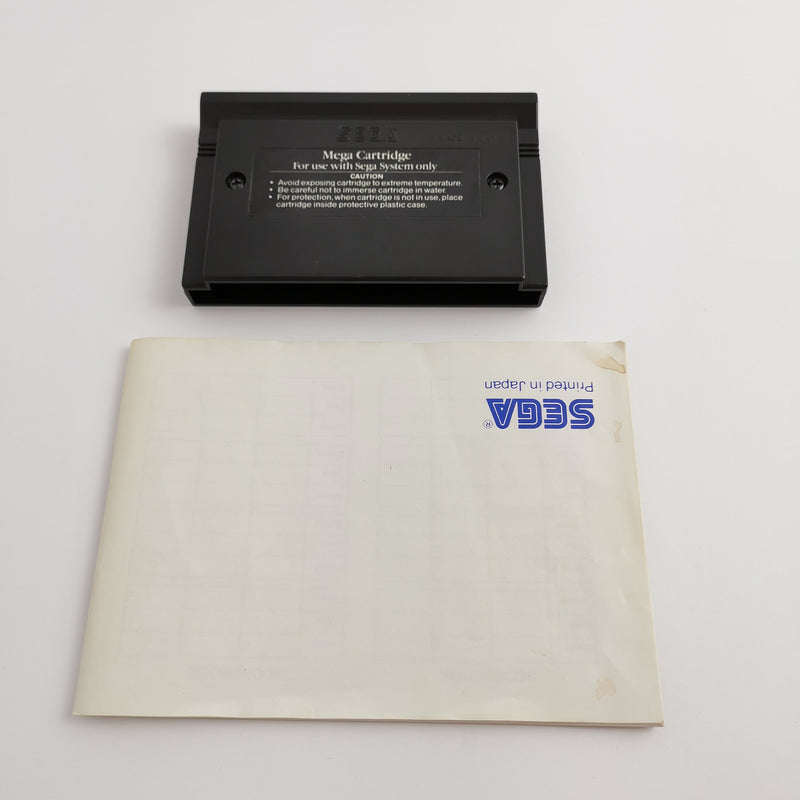 SEGA
Mega Cartridge
For use with Sega System only
CAUTION
• Avoid exposing cartridge to extreme temperature.
• Be careful not to immerse cartridge in water.
• For protection, when cartridge is not in use, place
cartridge inside protective plastic case.
SEGA®
Printed in Japan